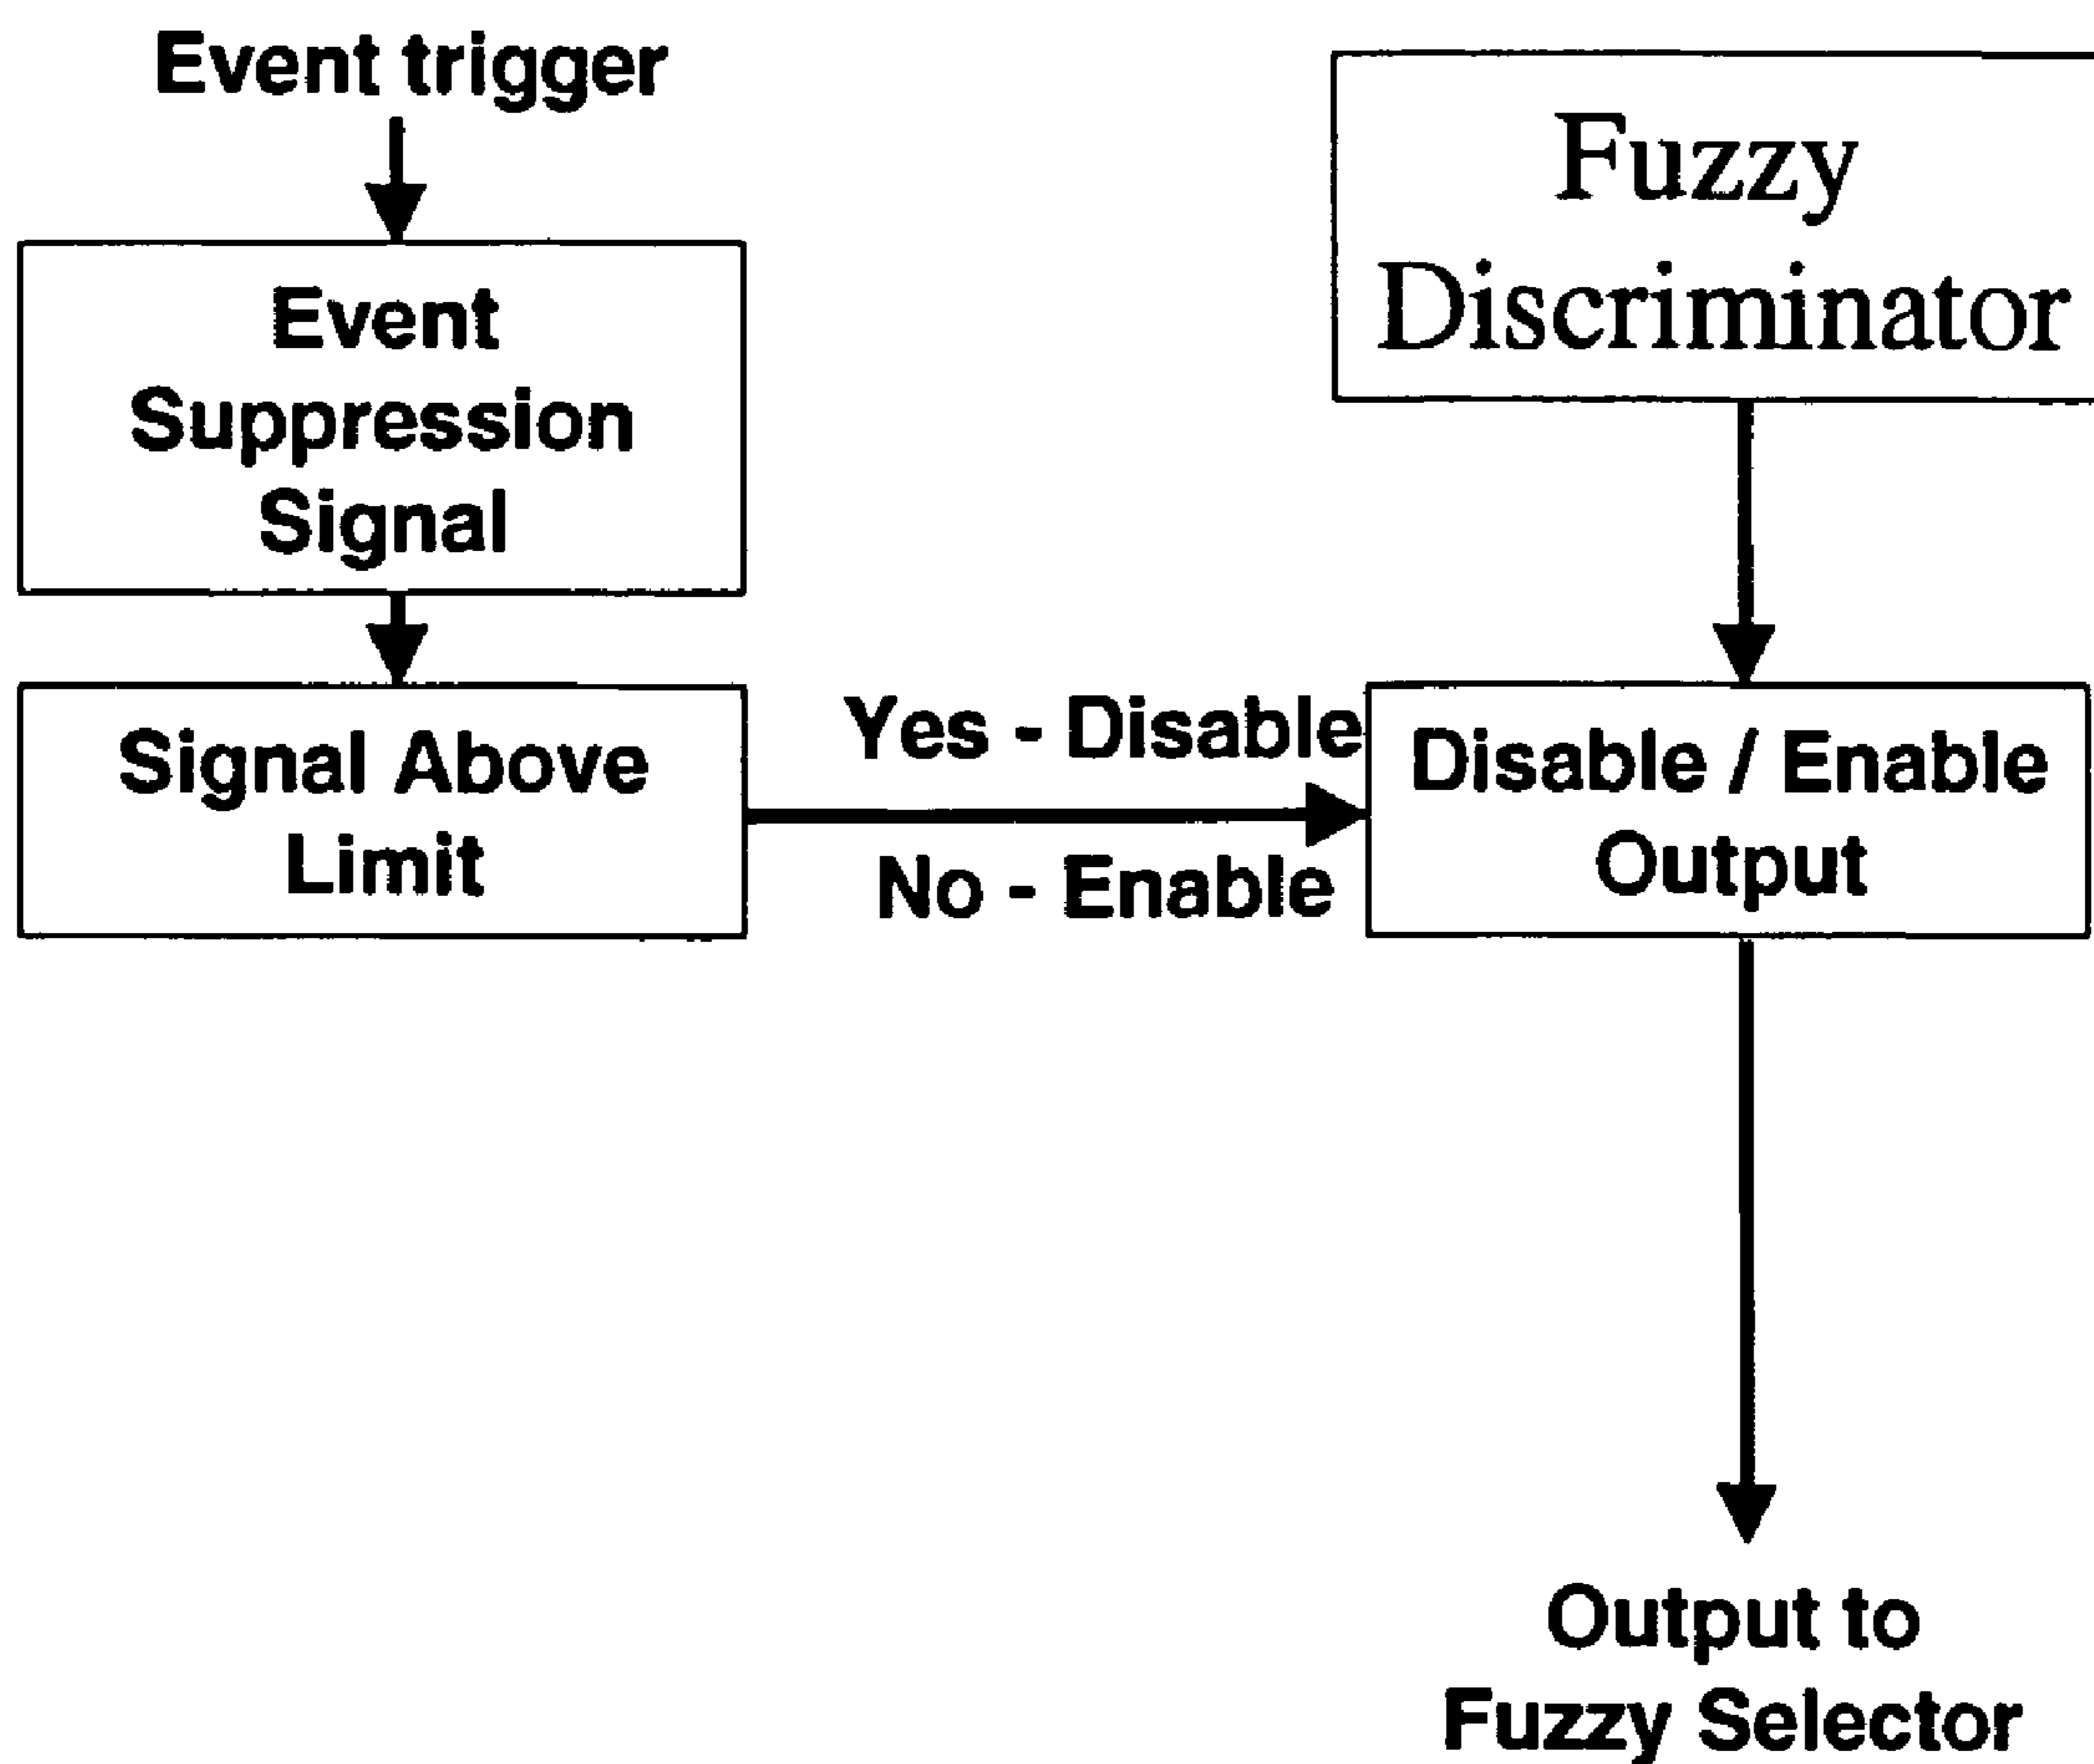 Event trigger
Event
Suppression
Signal
Signal Above
Limit
Yes - Disable
No - Enable
Fuzzy
Discriminator
Disable / Enable
Output
Output to
Fuzzy Selector